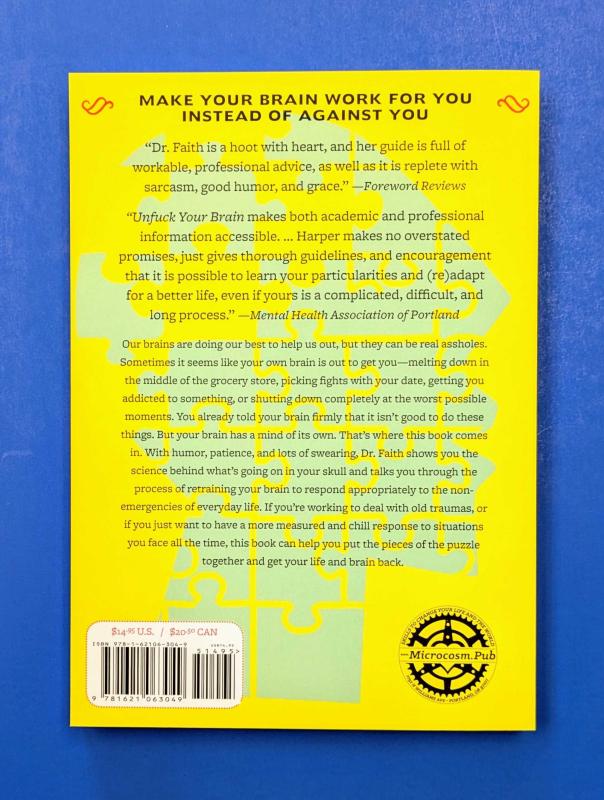 MAKE YOUR BRAIN WORK FOR YOU
INSTEAD OF AGAINST YOU
“Dr. Faith is a hoot with heart, and her guide is full of
workable, professional advice, as well as it is replete with
sarcasm, good humor, and grace.” —Foreword Reviews
“Unfuck Your Brain makes both academic and professional
information accessible. ... Harper makes no overstated
promises, just gives thorough guidelines, and encouragement
that it is possible to learn your particularities and (re)adapt
for a better life, even if yours is a complicated, difficult, and
long process.” —Mental Health Association of Portland
Our brains are doing our best to help us out, but they can be real assholes.
Sometimes it seems like your own brain is out to get you—melting down in
the middle of the grocery store, picking fights with your date, getting you
addicted to something, or shutting down completely at the worst possible
moments. You already told your brain firmly that it isn’t good to do these
things. But your brain has a mind of its own. That’s where this book comes
in. With humor, patience, and lots of swearing, Dr. Faith shows you the
science behind what’s going on in your skull and talks you through the
process of retraining your brain to respond appropriately to the non-
emergencies of everyday life. If you’re working to deal with old traumas, or
if you just want to have a more measured and chill response to situations
you face all the time, this book can help you put the pieces of the puzzle
together and get your life and brain back.
$14.95 U.S. / $20.50 CAN
ISBN 978-1-62106-304-9
51495>
9 781621 063049
SKILLS TO CHANGE YOUR LIFE AND THE WORLD
Microcosm.Pub
WILLIAMS AVE · PORTLAND, OR